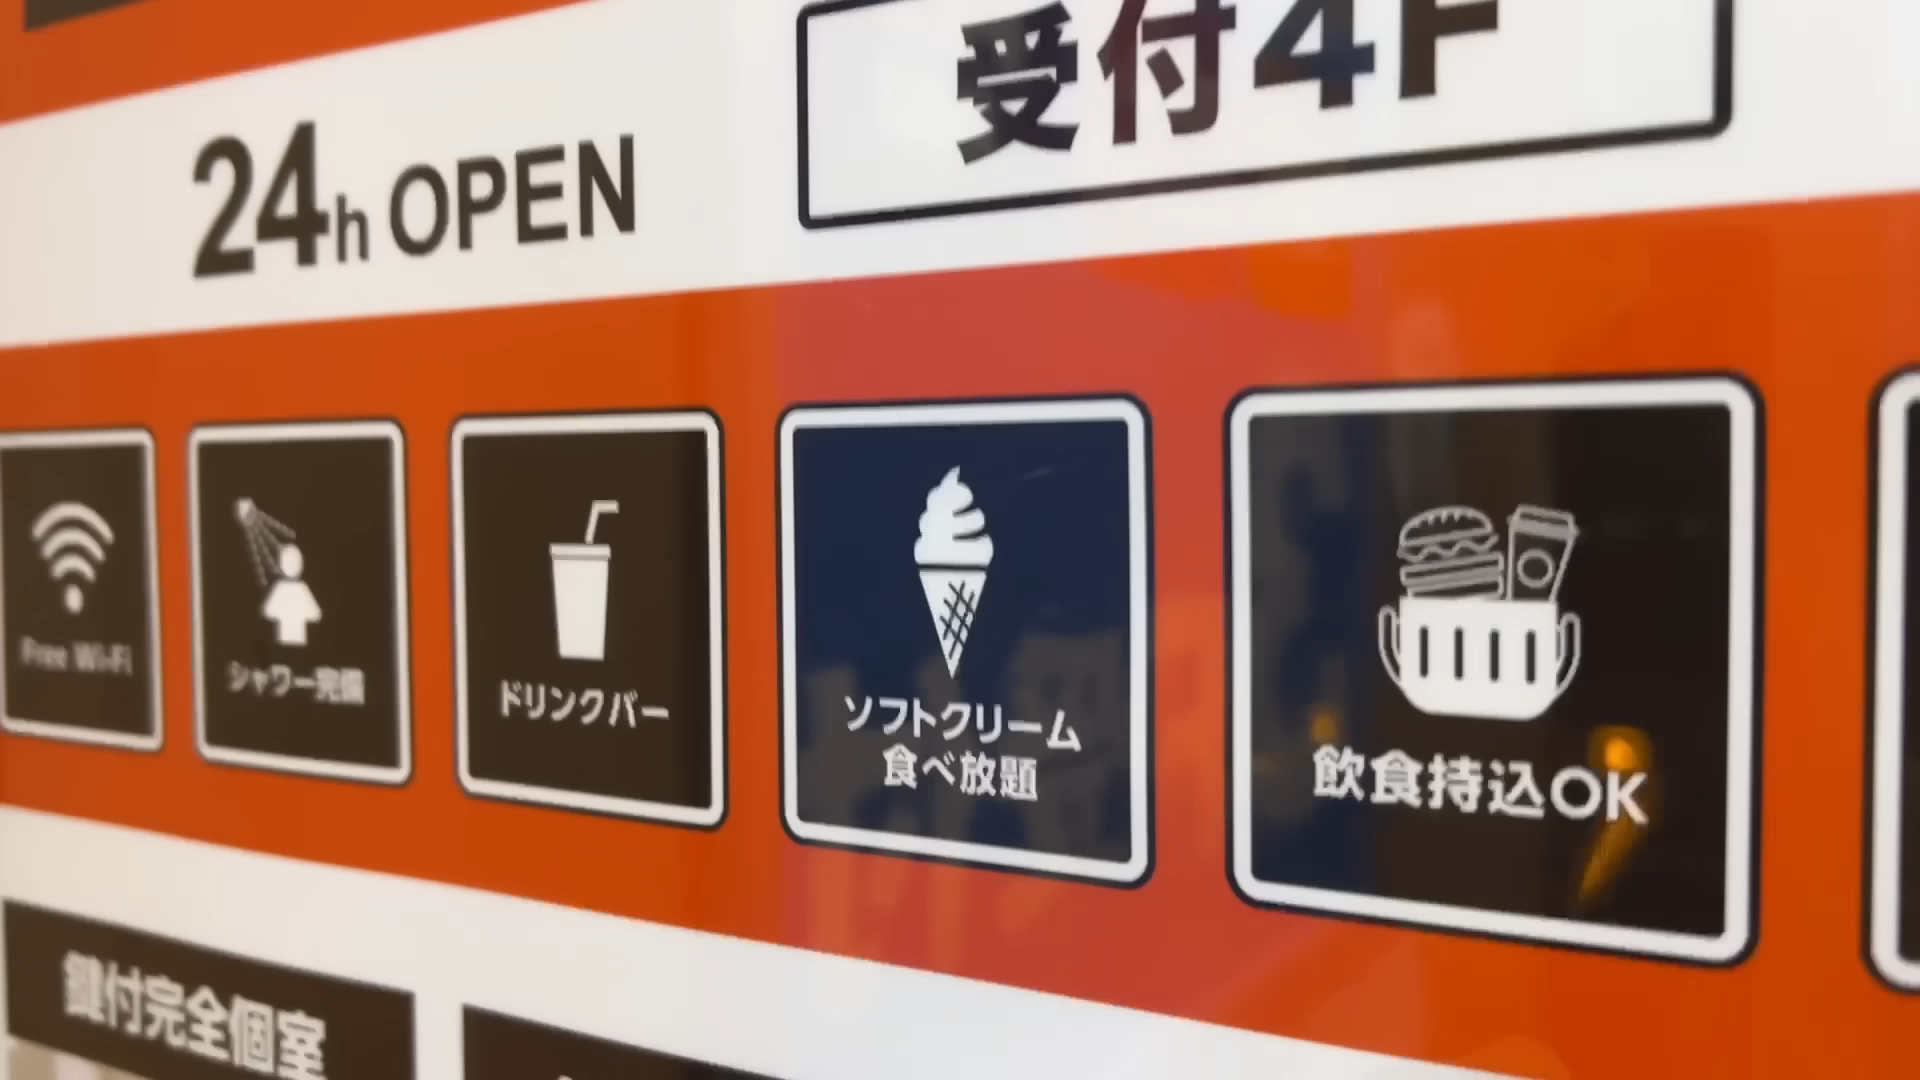 受付4F
24h OPEN
Free Wi-Fi
シャワー完備
ドリンクバー
ソフトクリーム
食べ放題
飲食持込OK
鍵付完全個室